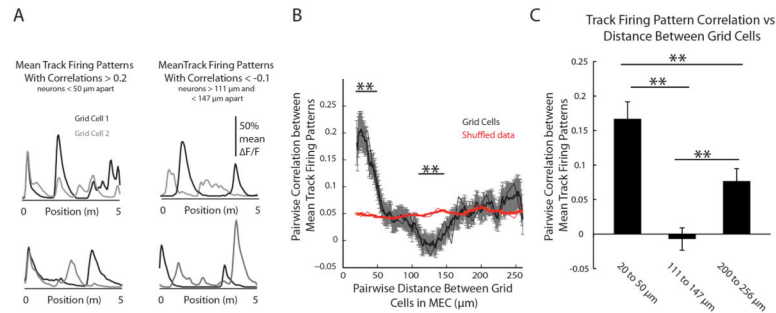 A
Mean Track Firing Patterns
With Correlations > 0.2
neurons < 50 µm apart
MeanTrack Firing Patterns
With Correlations < -0.1
neurons > 111 µm and
< 147 µm apart
Grid Cell 1
Grid Cell 2
50%
mean
ΔF/F
0 Position (m) 5
0 Position (m) 5
0 Position (m) 5
0 Position (m) 5
B
Pairwise Correlation between
Mean Track Firing Patterns
0.25
0.2
0.15
0.1
0.05
0
−0.05
**
**
Grid Cells
Shuffled data
0 50 100 150 200 250
Pairwise Distance Between Grid
Cells in MEC (µm)
C
Track Firing Pattern Correlation vs
Distance Between Grid Cells
Pairwise Correlation between
Mean Track Firing Patterns
0.25
0.2
0.15
0.1
0.05
0
-0.05
**
**
**
20 to 50 µm
111 to 147 µm
200 to 256 µm